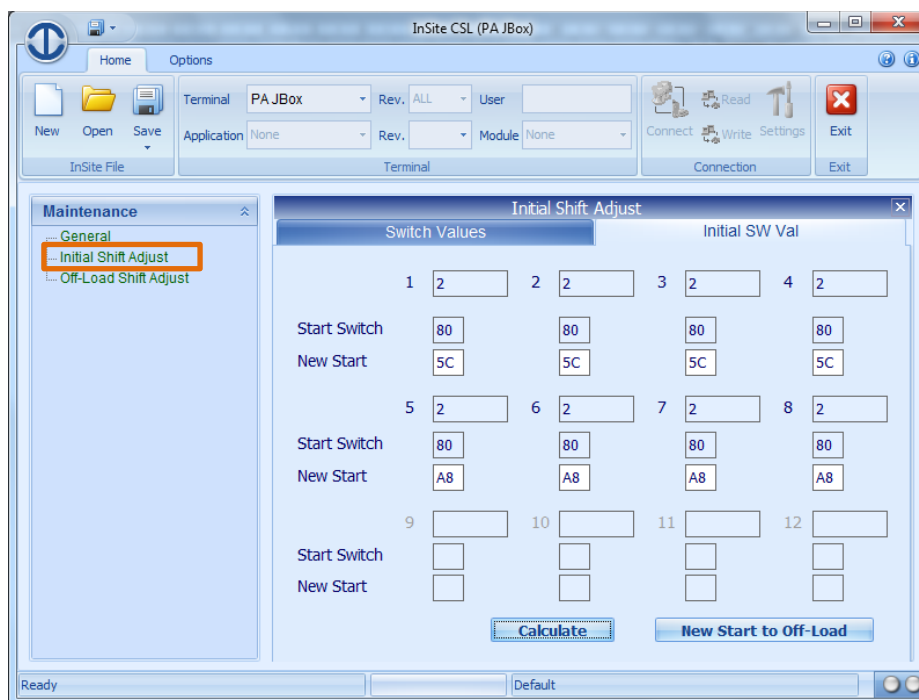 InSite CSL (PA JBox)
Home Options
Terminal PA JBox Rev. ALL User
New Open Save Application None Rev. Module None Connect Read Write Settings Exit
InSite File Terminal Connection Exit
Maintenance
General
Initial Shift Adjust
Off-Load Shift Adjust
Initial Shift Adjust
Switch Values Initial SW Val
1 2 2 2 3 2 4 2
Start Switch 80 80 80 80
New Start 5C 5C 5C 5C
5 2 6 2 7 2 8 2
Start Switch 80 80 80 80
New Start A8 A8 A8 A8
9 10 11 12
Start Switch
New Start
Calculate New Start to Off-Load
Ready Default